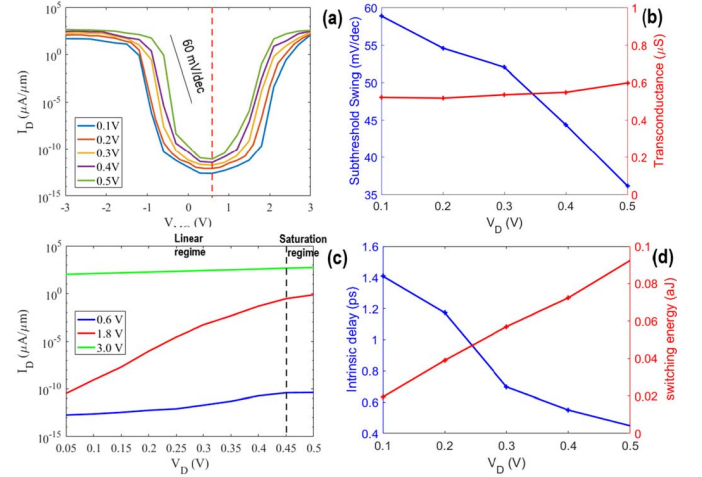 (a)
10^5
10^0
10^-5
10^-10
10^-15
I_D (µA/µm)
60 mV/dec
0.1V
0.2V
0.3V
0.4V
0.5V
-3 -2 -1 0 1 2 3
(V)
(b)
60
55
50
45
40
35
Subthreshold Swing (mV/dec)
1
0.8
0.6
0.4
0.2
0
Transconductance (µS)
0.1 0.2 0.3 0.4 0.5
V_D (V)
Linear regime
Saturation regime
(c)
10^5
10^0
10^-5
10^-10
10^-15
I_D (µA/µm)
0.6 V
1.8 V
3.0 V
0.05 0.1 0.15 0.2 0.25 0.3 0.35 0.4 0.45 0.5
V_D (V)
(d)
1.6
1.4
1.2
1
0.8
0.6
0.4
Intrinsic delay (ps)
0.1
0.08
0.06
0.04
0.02
0
switching energy (aJ)
0.1 0.2 0.3 0.4 0.5
V_D (V)